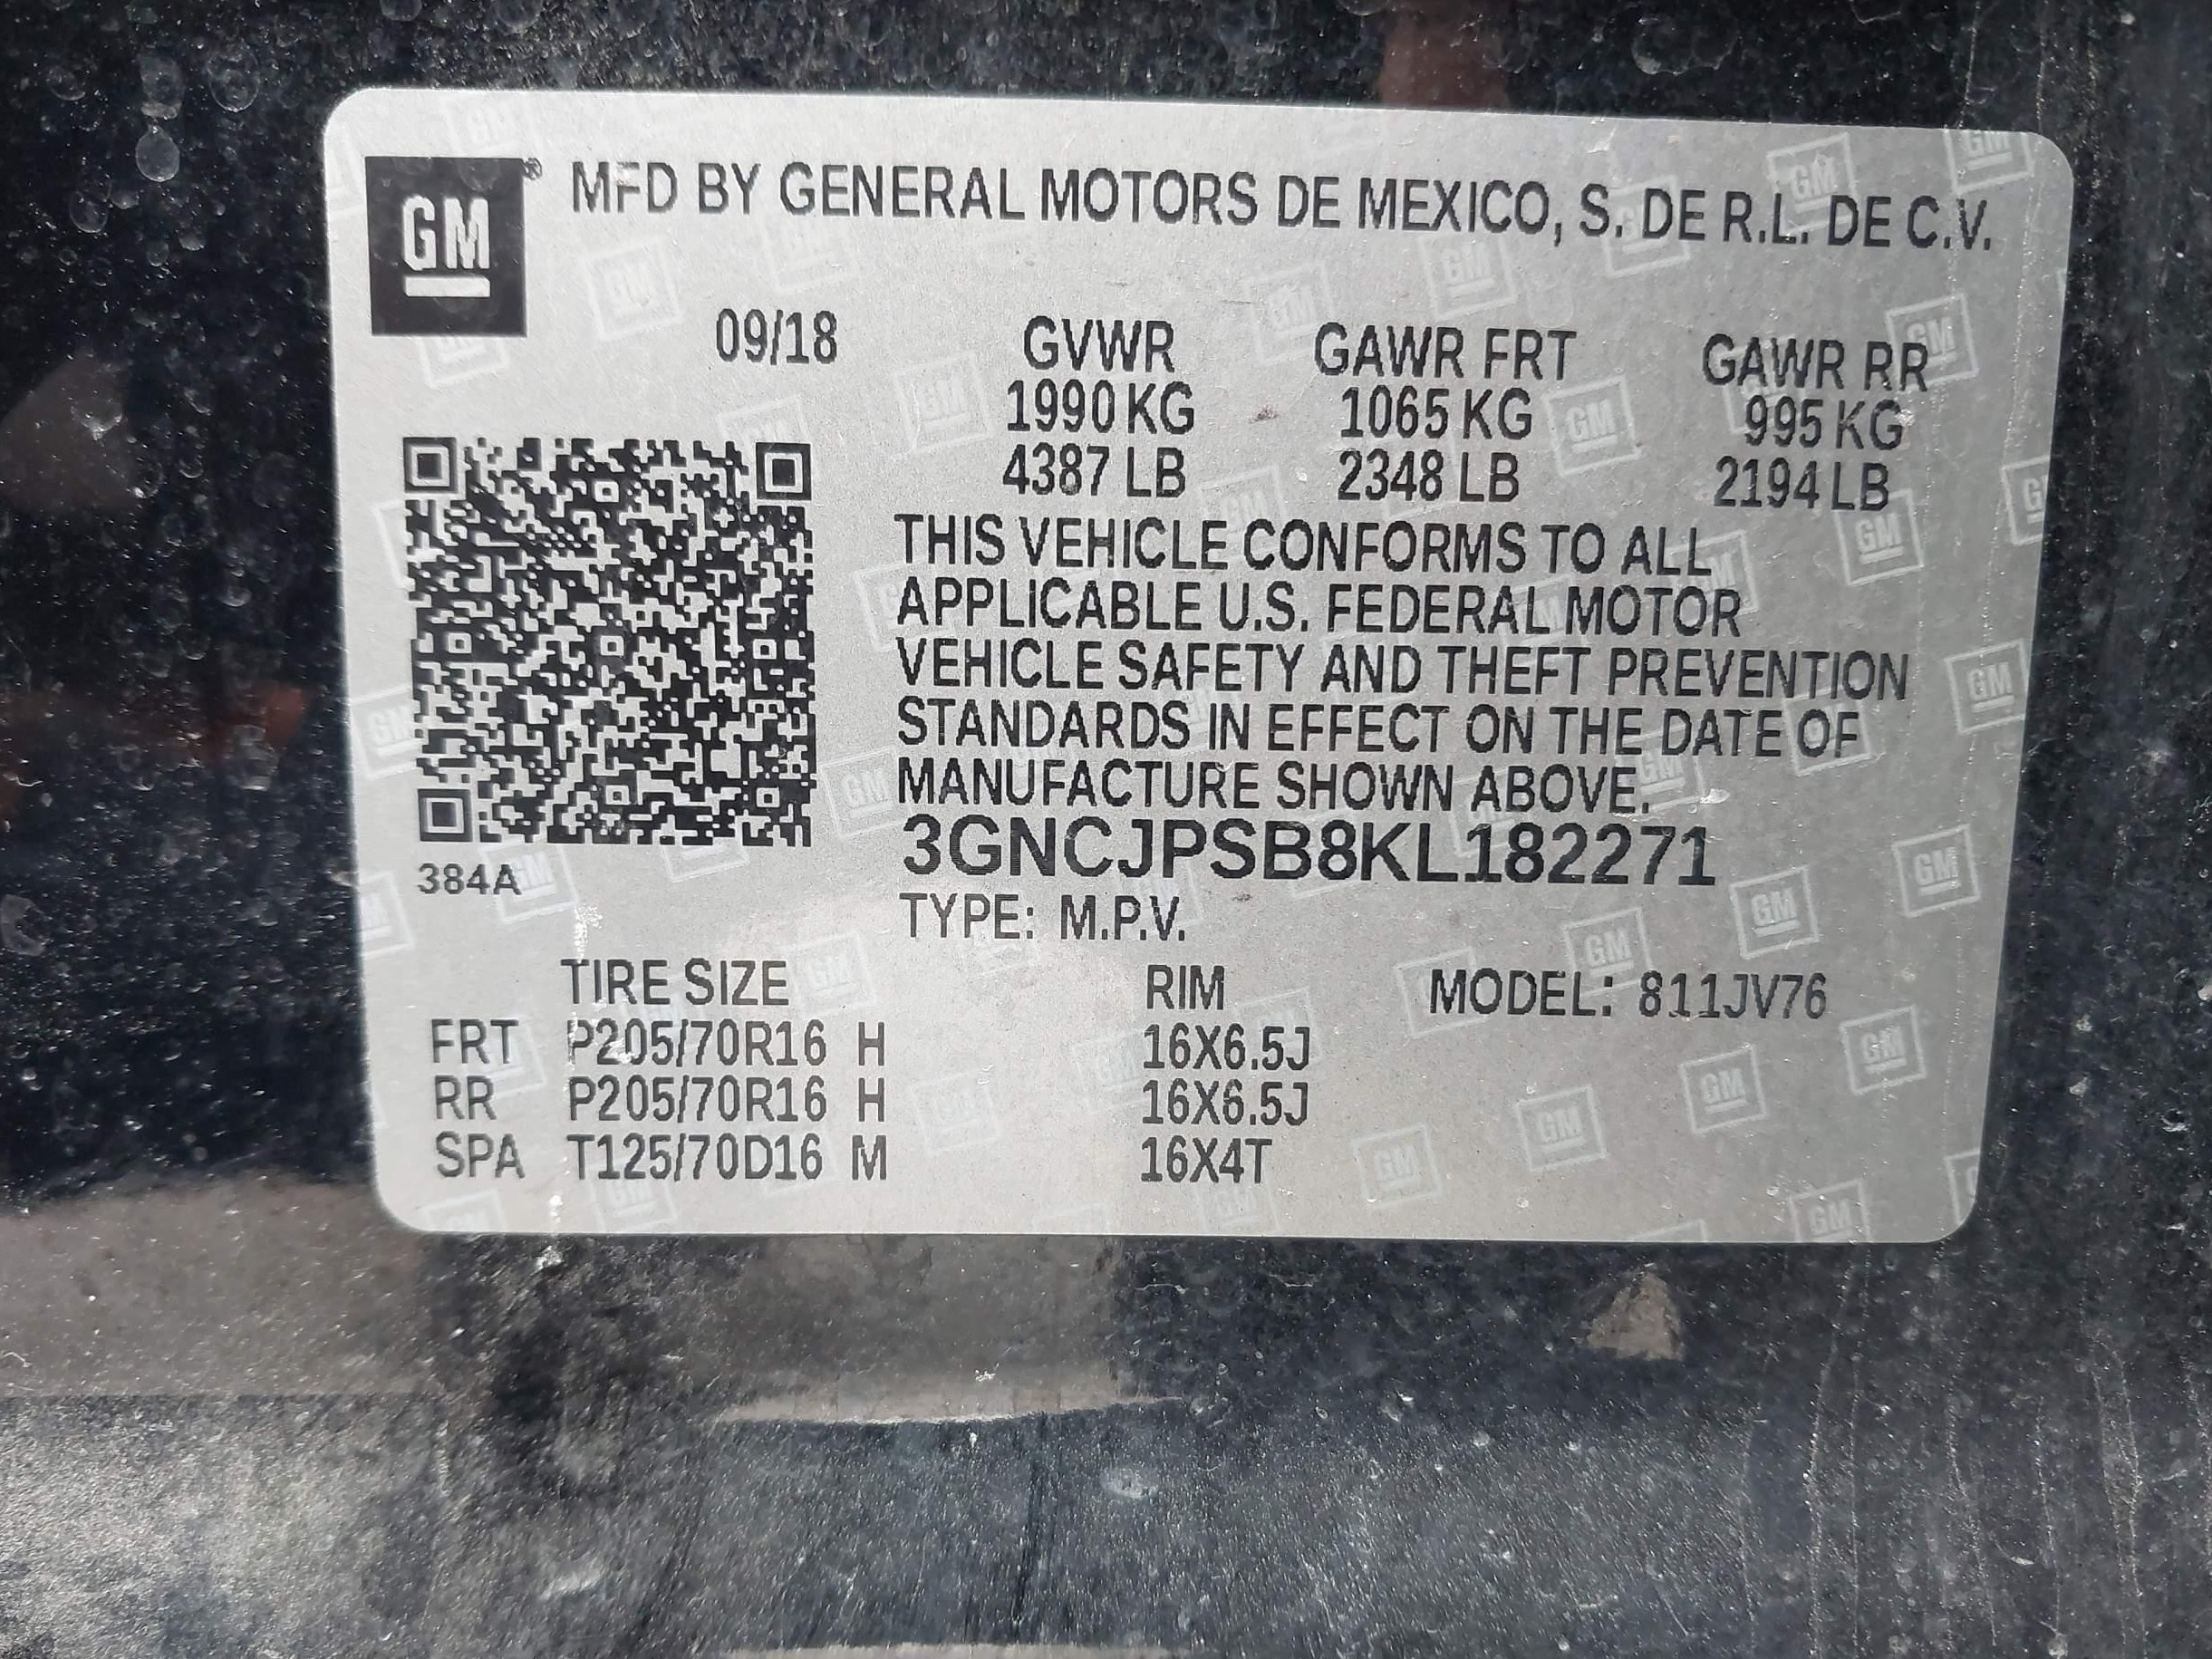 GM® MFD BY GENERAL MOTORS DE MEXICO, S. DE R.L. DE C.V.
09/18 GVWR GAWR FRT GAWR RR
1990 KG 1065 KG 995 KG
4387 LB 2348 LB 2194 LB
THIS VEHICLE CONFORMS TO ALL
APPLICABLE U.S. FEDERAL MOTOR
VEHICLE SAFETY AND THEFT PREVENTION
STANDARDS IN EFFECT ON THE DATE OF
MANUFACTURE SHOWN ABOVE.
3GNCJPSB8KL182271
384A
TYPE: M.P.V.
TIRE SIZE RIM MODEL: 811JV76
FRT P205/70R16 H 16X6.5J
RR P205/70R16 H 16X6.5J
SPA T125/70D16 M 16X4T